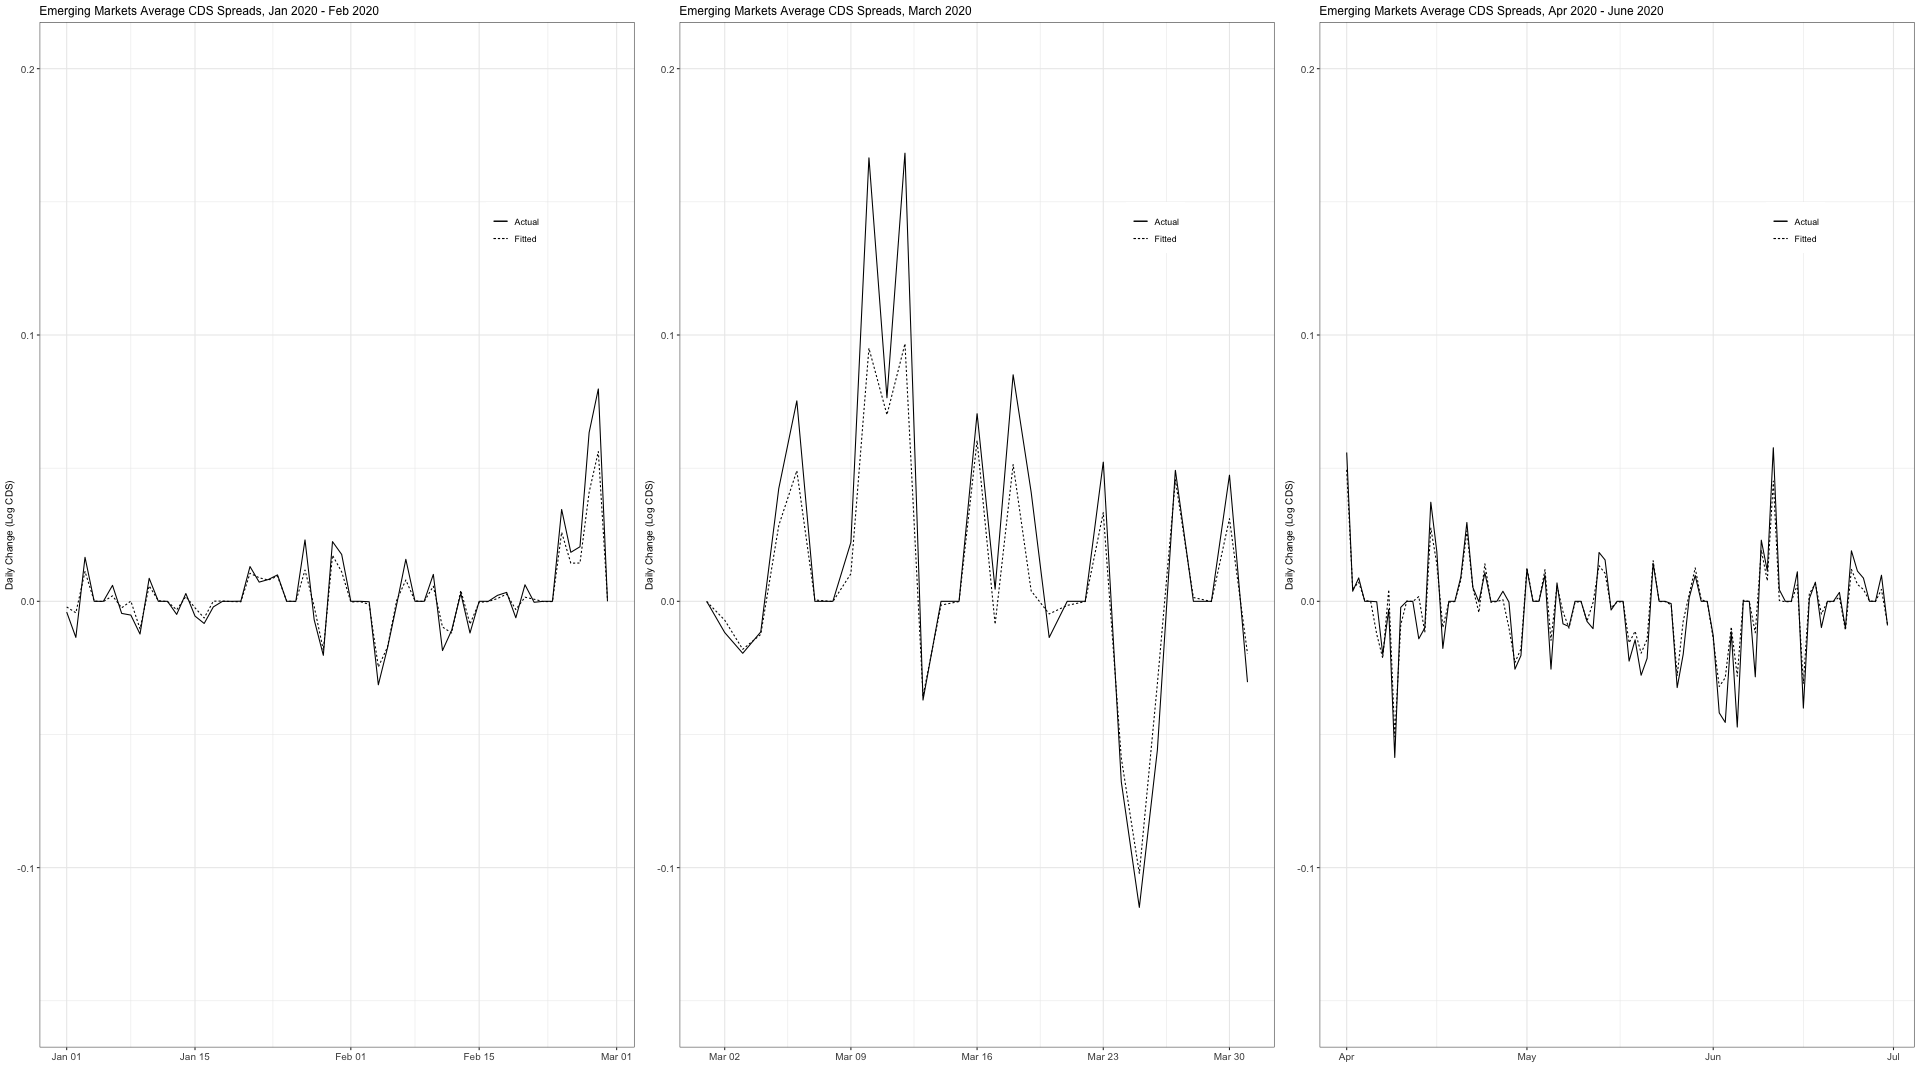 Emerging Markets Average CDS Spreads, Jan 2020 - Feb 2020
0.2
0.1
0.0
-0.1
Daily Change (Log CDS)
Actual
Fitted
Jan 01
Jan 15
Feb 01
Feb 15
Mar 01
Emerging Markets Average CDS Spreads, March 2020
0.2
0.1
0.0
-0.1
Daily Change (Log CDS)
Actual
Fitted
Mar 02
Mar 09
Mar 16
Mar 23
Mar 30
Emerging Markets Average CDS Spreads, Apr 2020 - June 2020
0.2
0.1
0.0
-0.1
Daily Change (Log CDS)
Actual
Fitted
Apr
May
Jun
Jul